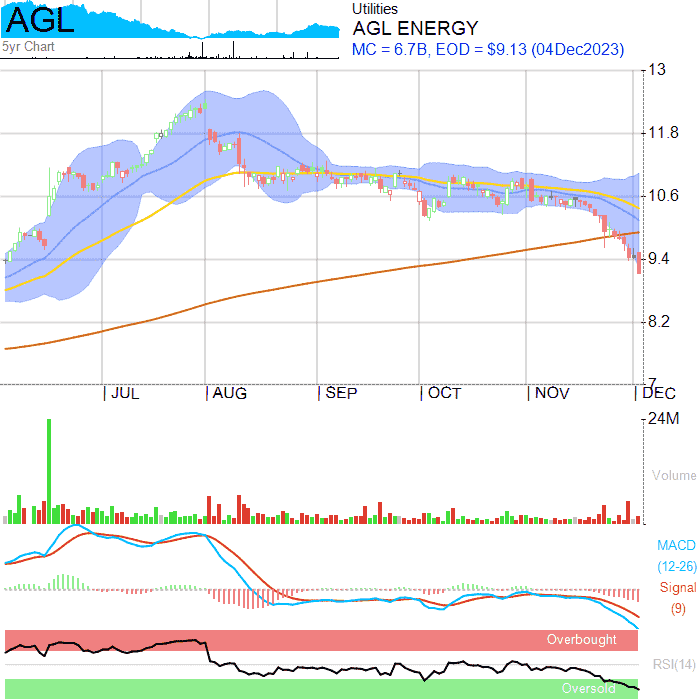 AGL
5yr Chart
Utilities
AGL ENERGY
MC = 6.7B, EOD = $9.13 (04Dec2023)
13
11.8
10.6
9.4
8.2
7
JUL AUG SEP OCT NOV DEC
24M
Volume
MACD
(12-26)
Signal
(9)
Overbought
RSI(14)
Oversold